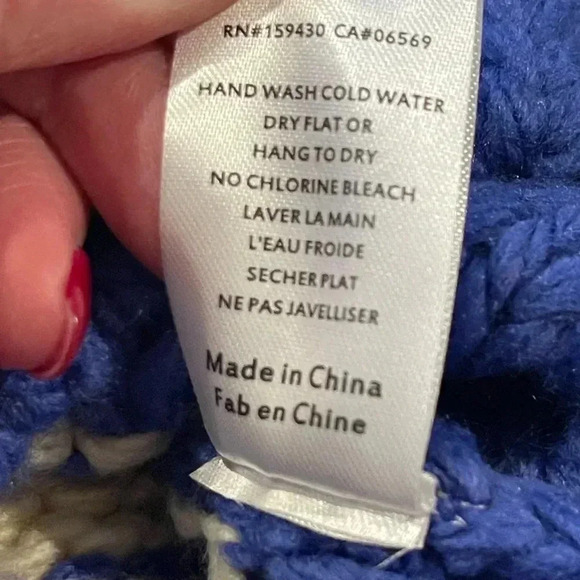 RN#159430 CA#06569
HAND WASH COLD WATER
DRY FLAT OR
HANG TO DRY
NO CHLORINE BLEACH
LAVER LA MAIN
L'EAU FROIDE
SECHER PLAT
NE PAS JAVELLISER
Made in China
Fab en Chine